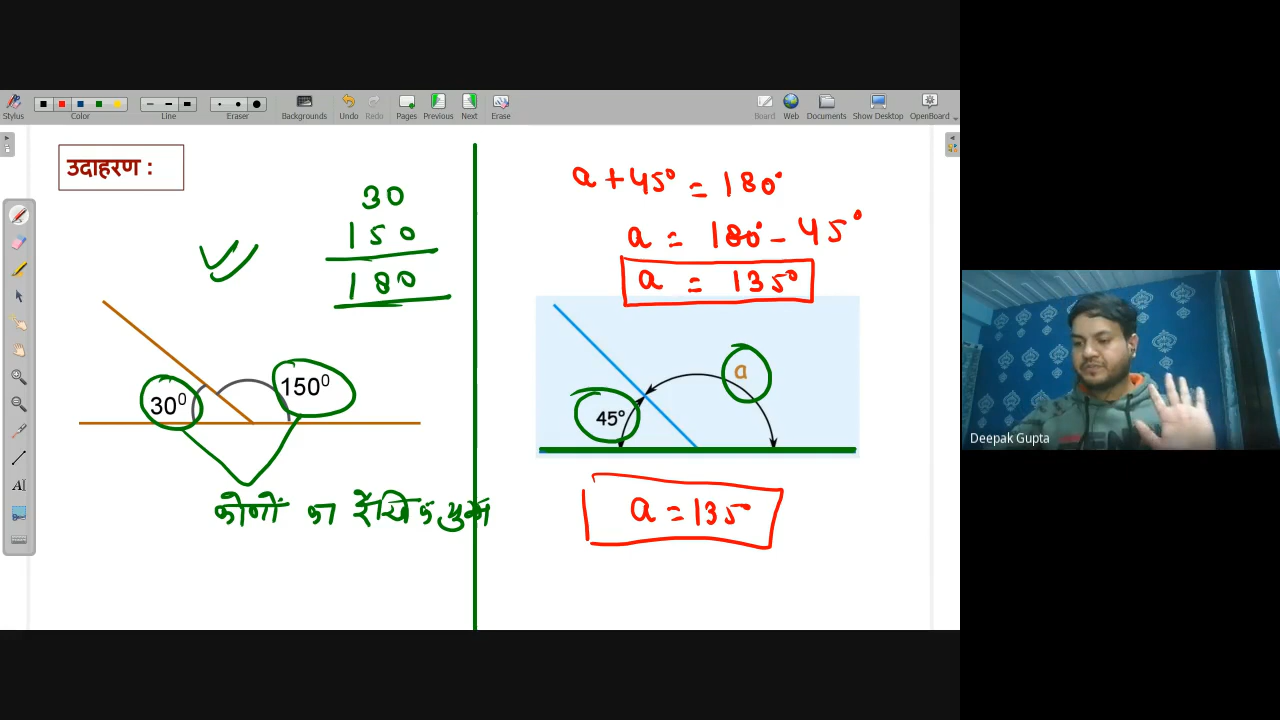 Stylus
Color
Line
Eraser
Backgrounds
Undo
Redo
Pages
Previous
Next
Erase
Board
Web
Documents
Show Desktop
OpenBoard
उदाहरण :
30
150
180
30⁰
150⁰
कोणों का रैखिक युग्म
a + 45° = 180°
a = 180° - 45°
a = 135°
45°
a
a = 135°
Deepak Gupta